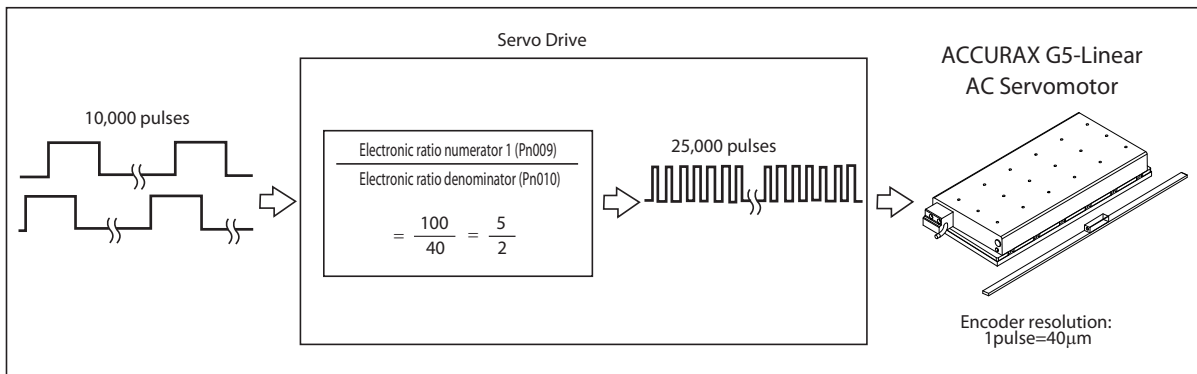 Servo Drive
ACCURAX G5-Linear
AC Servomotor
10,000 pulses
Electronic ratio numerator 1 (Pn009)
Electronic ratio denominator (Pn010)
= 100/40 = 5/2
25,000 pulses
Encoder resolution:
1pulse=40μm